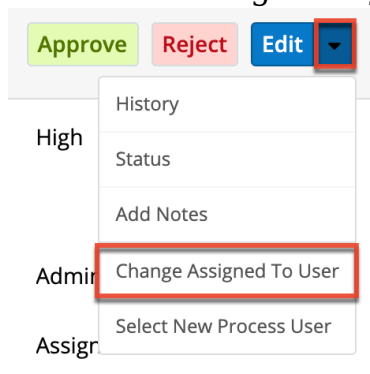 Approve Reject Edit
History
High
Status
Add Notes
Change Assigned To User
Select New Process User